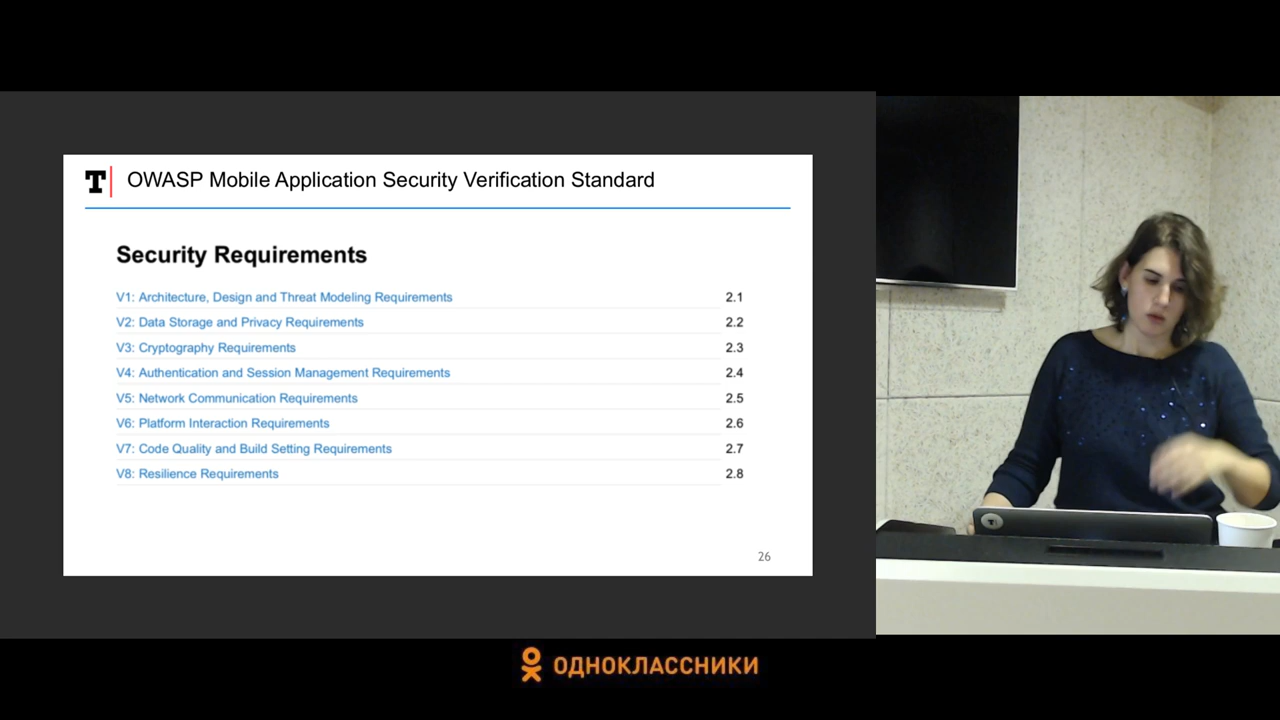 T
OWASP Mobile Application Security Verification Standard
Security Requirements
V1: Architecture, Design and Threat Modeling Requirements 2.1
V2: Data Storage and Privacy Requirements 2.2
V3: Cryptography Requirements 2.3
V4: Authentication and Session Management Requirements 2.4
V5: Network Communication Requirements 2.5
V6: Platform Interaction Requirements 2.6
V7: Code Quality and Build Setting Requirements 2.7
V8: Resilience Requirements 2.8
26
ОДНОКЛАССНИКИ